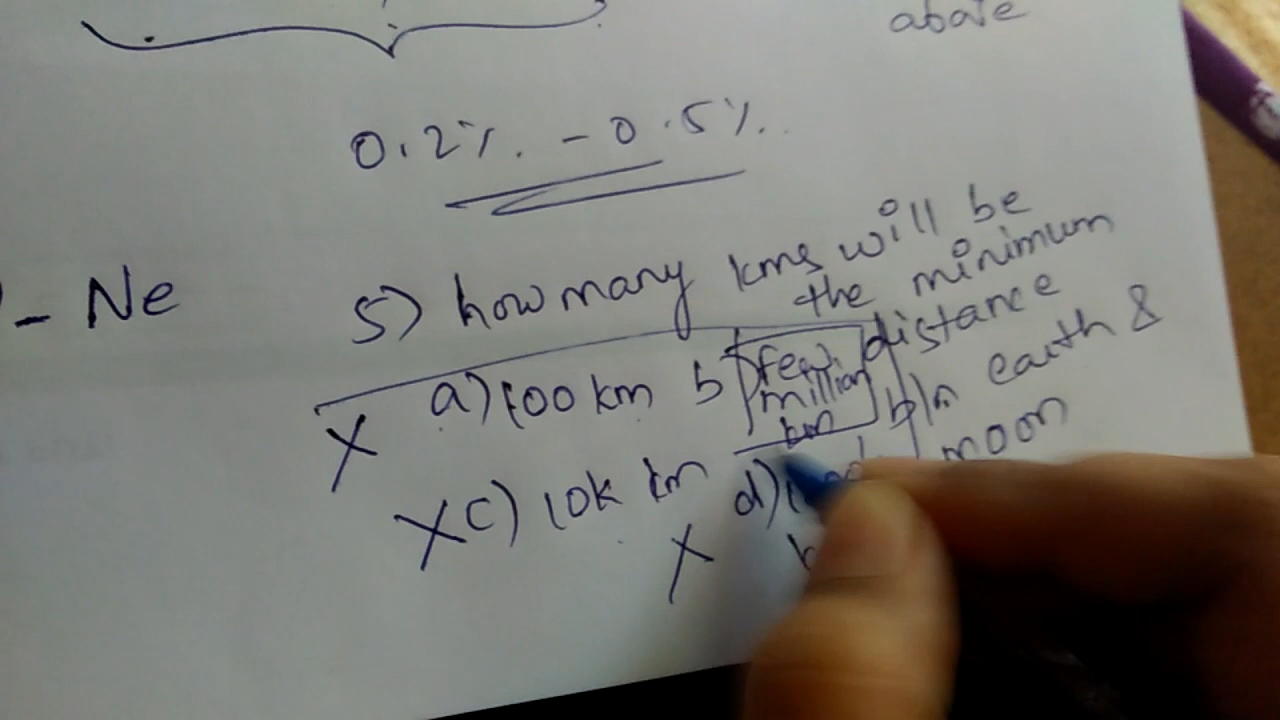 above
0.2%. - 0.5%.
- Ne
5) how many kms will be
the minimum
distance
b/n earth &
moon
a) 100 km b few
million
km
X
X c) 10k km d)
X